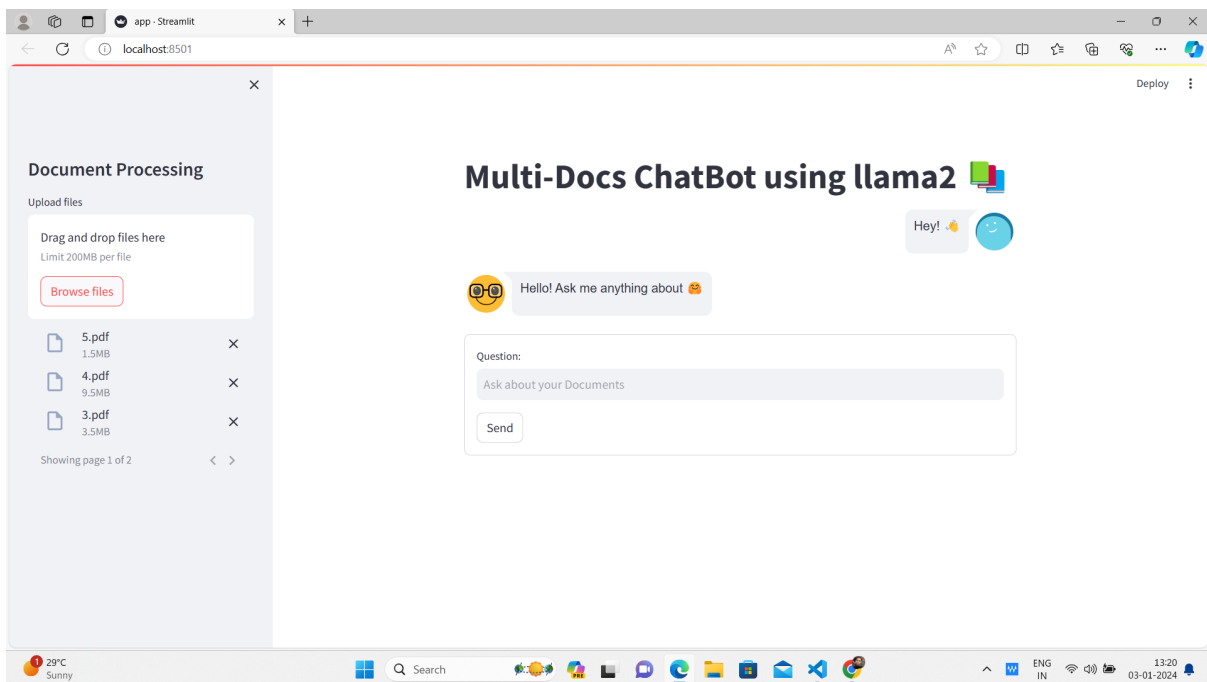 app · Streamlit
localhost:8501
Deploy
Document Processing
Upload files
Drag and drop files here
Limit 200MB per file
Browse files
5.pdf
1.5MB
4.pdf
9.5MB
3.pdf
3.5MB
Showing page 1 of 2
Multi-Docs ChatBot using llama2 📚
Hey! 👋
Hello! Ask me anything about 🤗
Question:
Ask about your Documents
Send
1
29°C
Sunny
Search
PRE
W
ENG
IN
13:20
03-01-2024